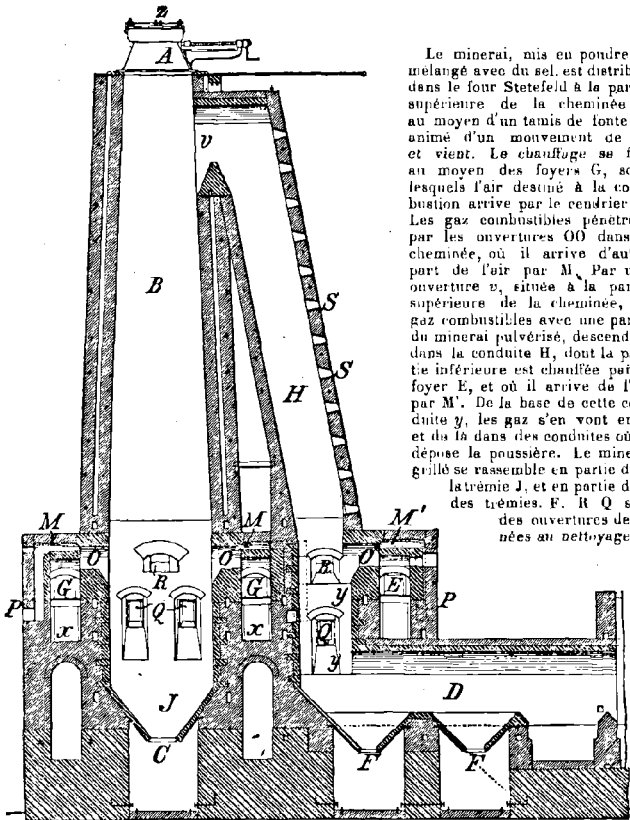 Z
A
Le minerai, mis en poudre
mélangé avec du sel, est distrib
dans le four Stetefeld à la par
supérieure de la cheminée
au moyen d'un tamis de fonte
animé d'un mouvement de
et vient. Le chauffage se f
au moyen des foyers G, so
lesquels l'air destiné à la co
bustion arrive par le cendrier
Les gaz combustibles pénètr
par les ouvertures OO dans
cheminée, où il arrive d'au
part de l'air par M. Par u
ouverture v, située à la par
supérieure de la cheminée,
gaz combustibles avec une par
du minerai pulvérisé, descend
dans la conduite H, dont la p
tie inférieure est chauffée par
foyer E, et où il arrive de l'
par M'. De la base de cette co
duite y, les gaz s'en vont en
et de là dans des conduites où
dépose la poussière. Le mine
grillé se rassemble en partie d
la trémie J, et en partie d
des trémies. F. R Q s
des ouvertures de
nées au nettoyage
v
B
S
S
H
M
M
M'
O
O
O'
R
R
G
G
E
P
P
Q
Q
x
x
y
y
J
D
C
F
F